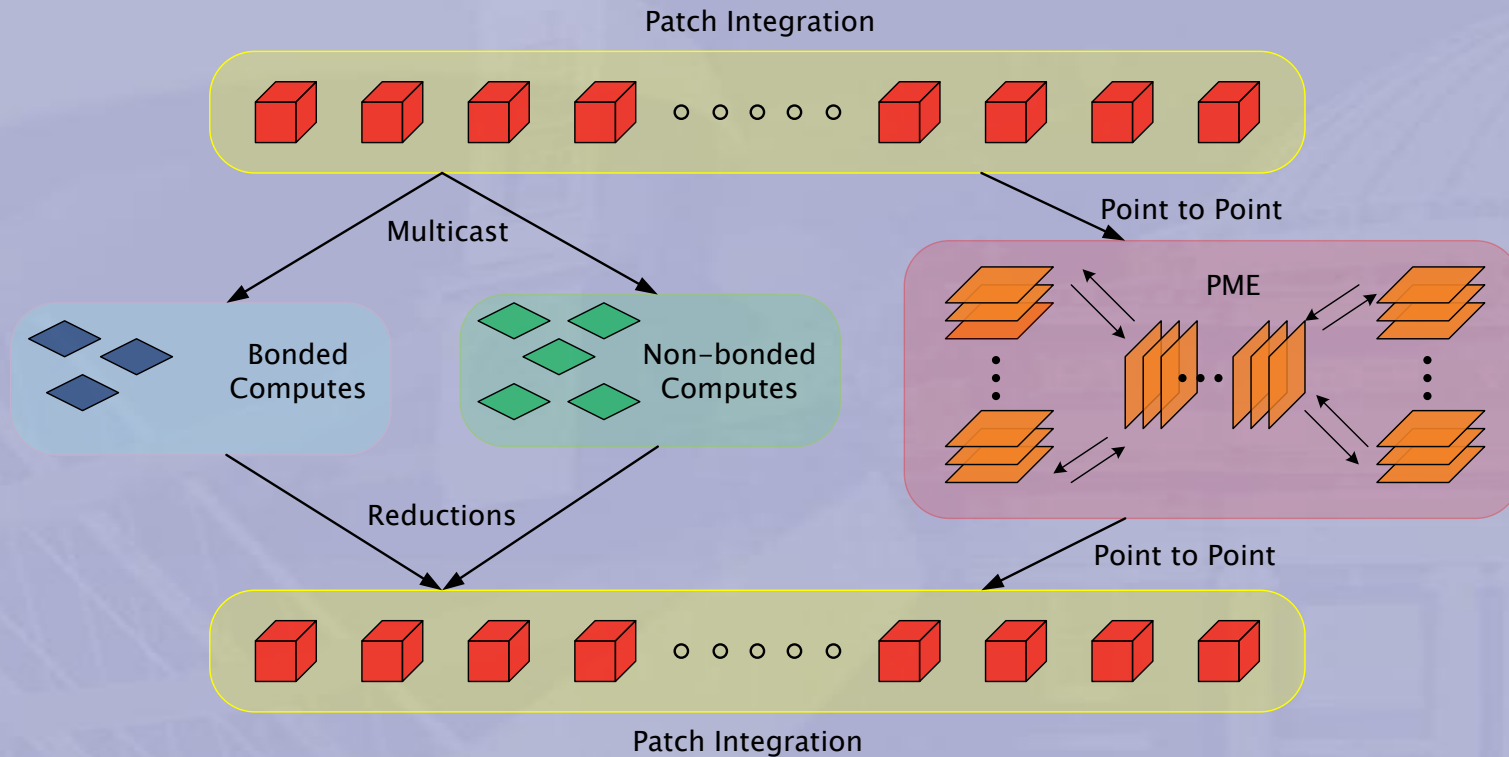 Patch Integration
Multicast
Point to Point
PME
Bonded
Computes
Non-bonded
Computes
Reductions
Point to Point
Patch Integration